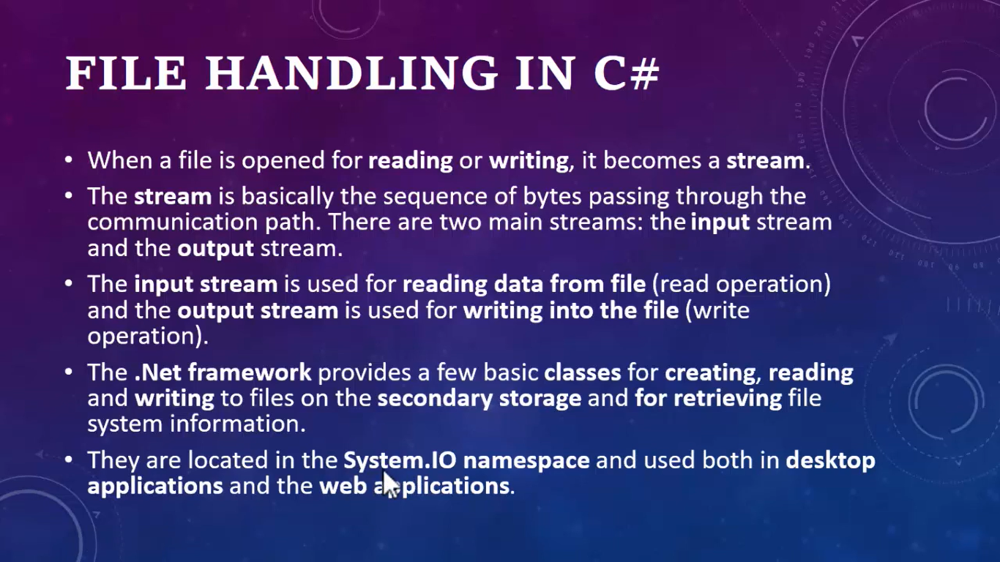 FILE HANDLING IN C#
• When a file is opened for reading or writing, it becomes a stream.
• The stream is basically the sequence of bytes passing through the
communication path. There are two main streams: the input stream
and the output stream.
• The input stream is used for reading data from file (read operation)
and the output stream is used for writing into the file (write
operation).
• The .Net framework provides a few basic classes for creating, reading
and writing to files on the secondary storage and for retrieving file
system information.
• They are located in the System.IO namespace and used both in desktop
applications and the web applications.